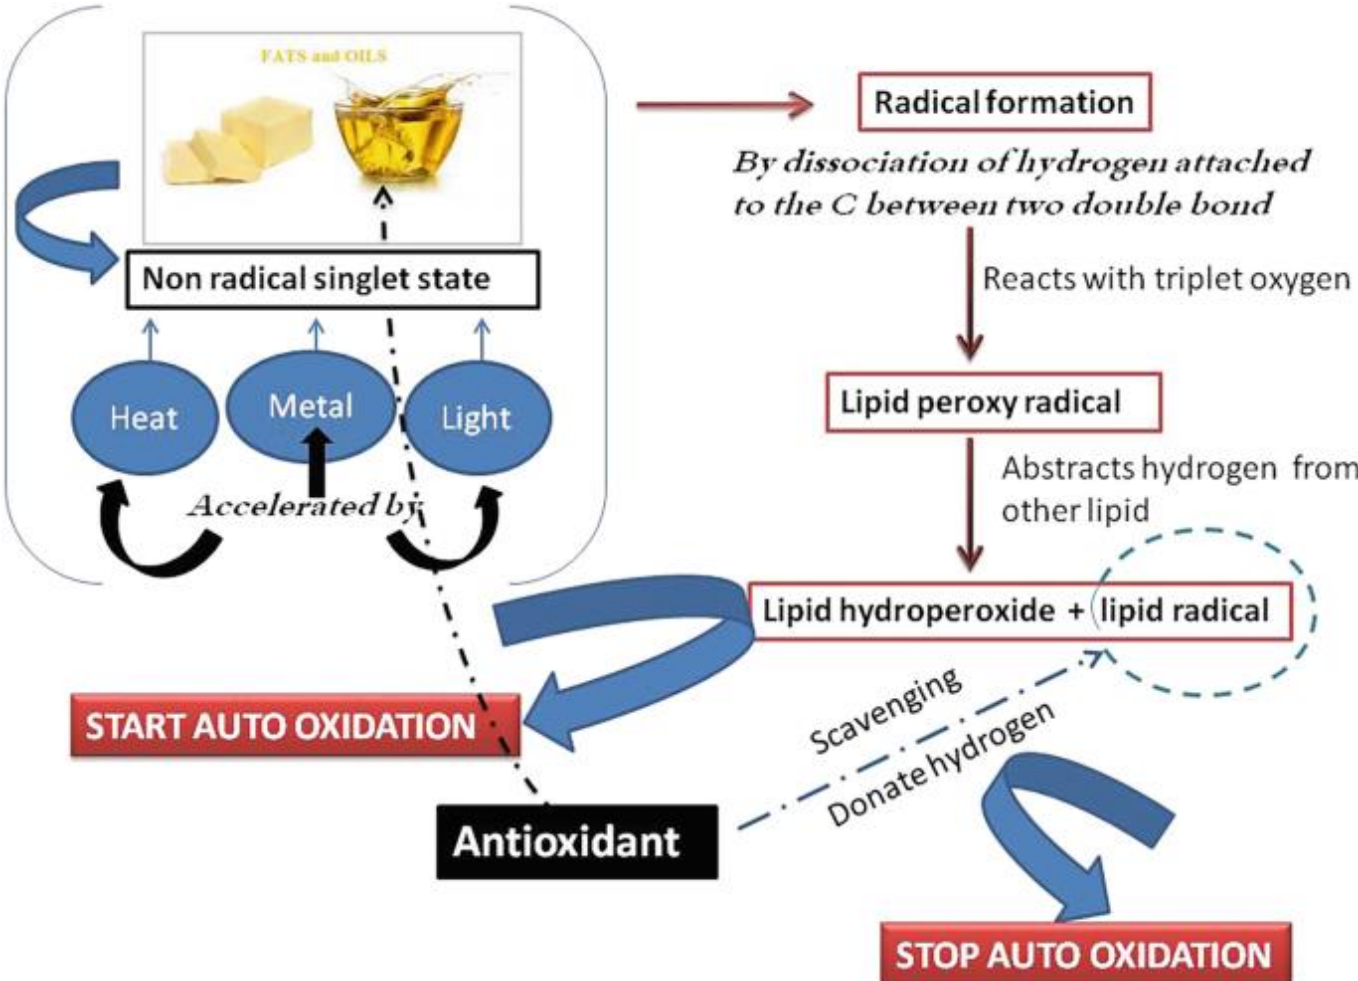 FATS and OILS
Non radical singlet state
Heat
Metal
Light
Accelerated by
Radical formation
By dissociation of hydrogen attached
to the C between two double bond
Reacts with triplet oxygen
Lipid peroxy radical
Abstracts hydrogen from
other lipid
Lipid hydroperoxide + lipid radical
START AUTO OXIDATION
Scavenging
Donate hydrogen
Antioxidant
STOP AUTO OXIDATION